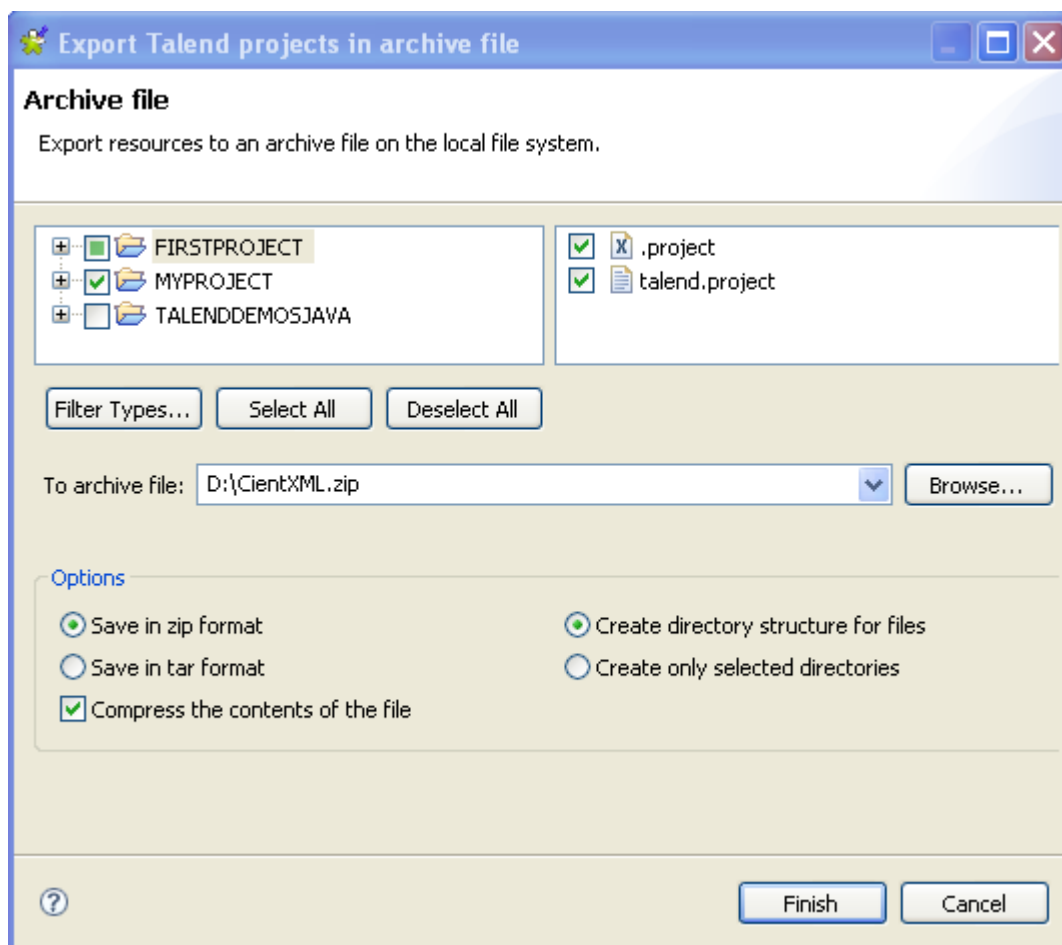 Export Talend projects in archive file
Archive file
Export resources to an archive file on the local file system.
FIRSTPROJECT
MYPROJECT
TALENDDEMOSJAVA
.project
talend.project
Filter Types...
Select All
Deselect All
To archive file:
D:\CientXML.zip
Browse...
Options
Save in zip format
Create directory structure for files
Save in tar format
Create only selected directories
Compress the contents of the file
Finish
Cancel